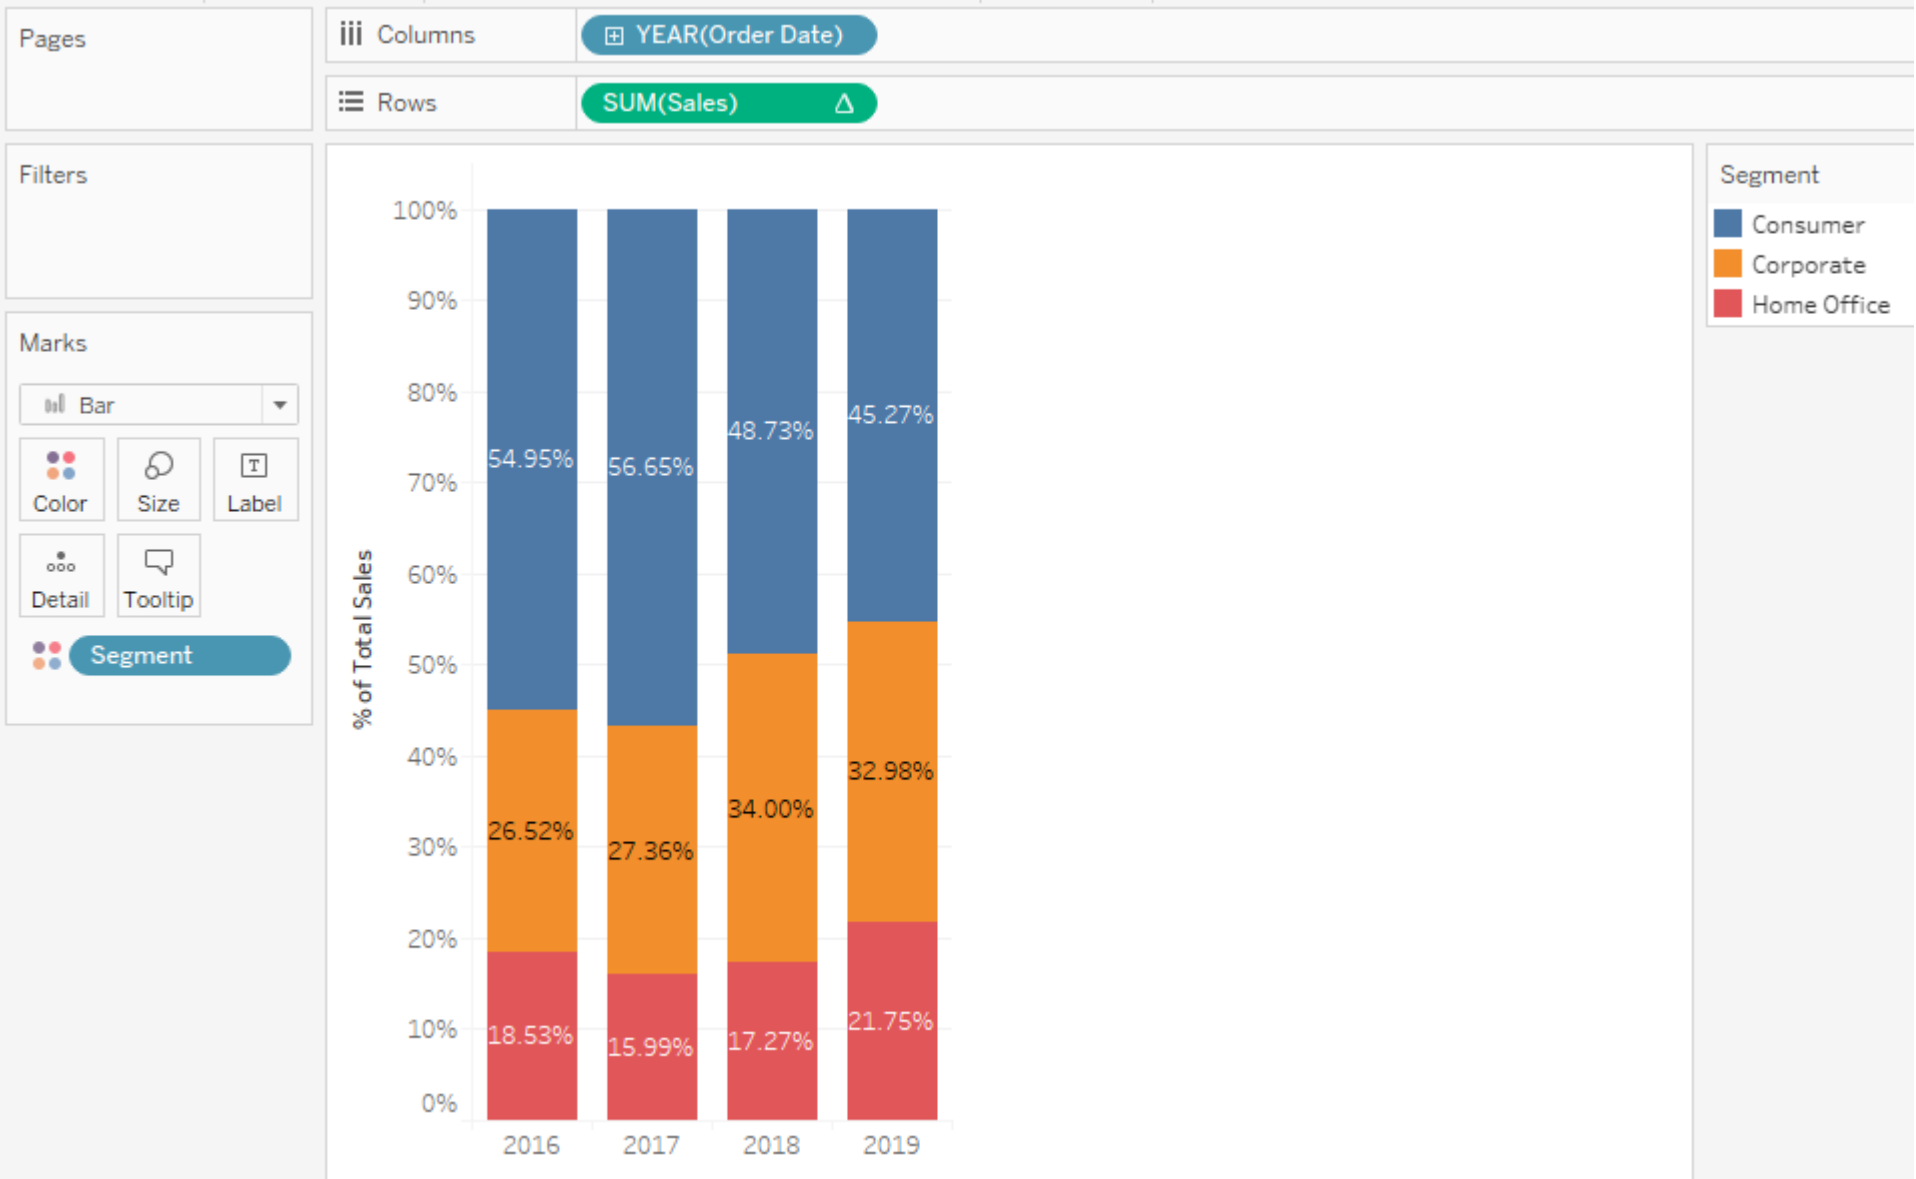 Pages
Columns
YEAR(Order Date)
Rows
SUM(Sales)
Filters
Marks
Bar
Color
Size
T
Label
Detail
Tooltip
Segment
% of Total Sales
100%
90%
80%
70%
60%
50%
40%
30%
20%
10%
0%
54.95%
56.65%
48.73%
45.27%
26.52%
27.36%
34.00%
32.98%
18.53%
15.99%
17.27%
21.75%
2016
2017
2018
2019
Segment
Consumer
Corporate
Home Office